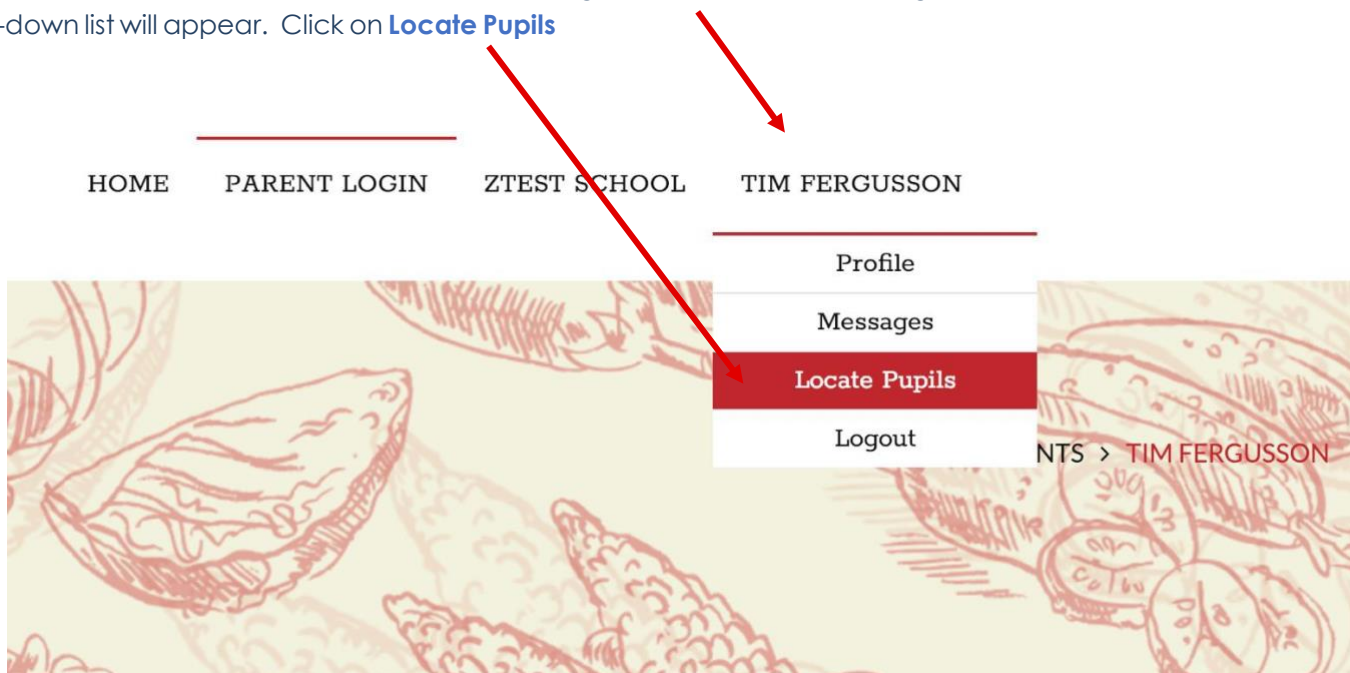 -down list will appear. Click on Locate Pupils
HOME PARENT LOGIN ZTEST SCHOOL TIM FERGUSSON
Profile
Messages
Locate Pupils
Logout
NTS > TIM FERGUSSON